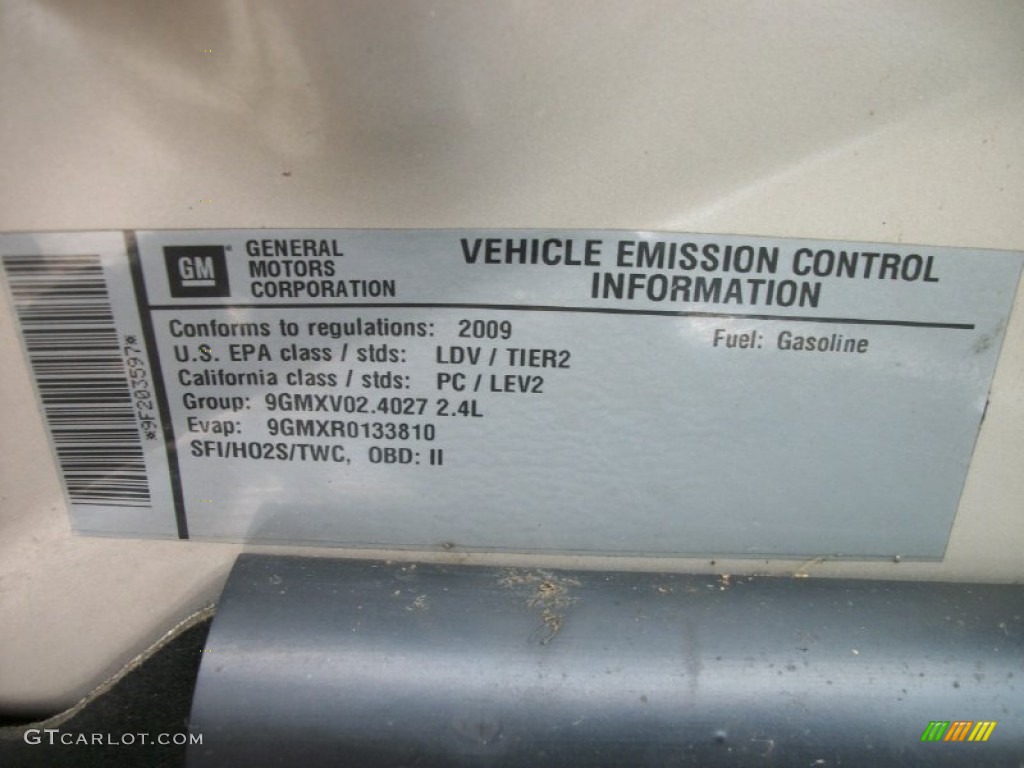 GM
GENERAL
MOTORS
CORPORATION
VEHICLE EMISSION CONTROL
INFORMATION
Conforms to regulations: 2009
Fuel: Gasoline
U.S. EPA class / stds: LDV / TIER2
California class / stds: PC / LEV2
Group: 9GMXV02.4027 2.4L
Evap: 9GMXR0133810
SFI/HO2S/TWC, OBD: II
*9F203597*
GTCARLOT.COM